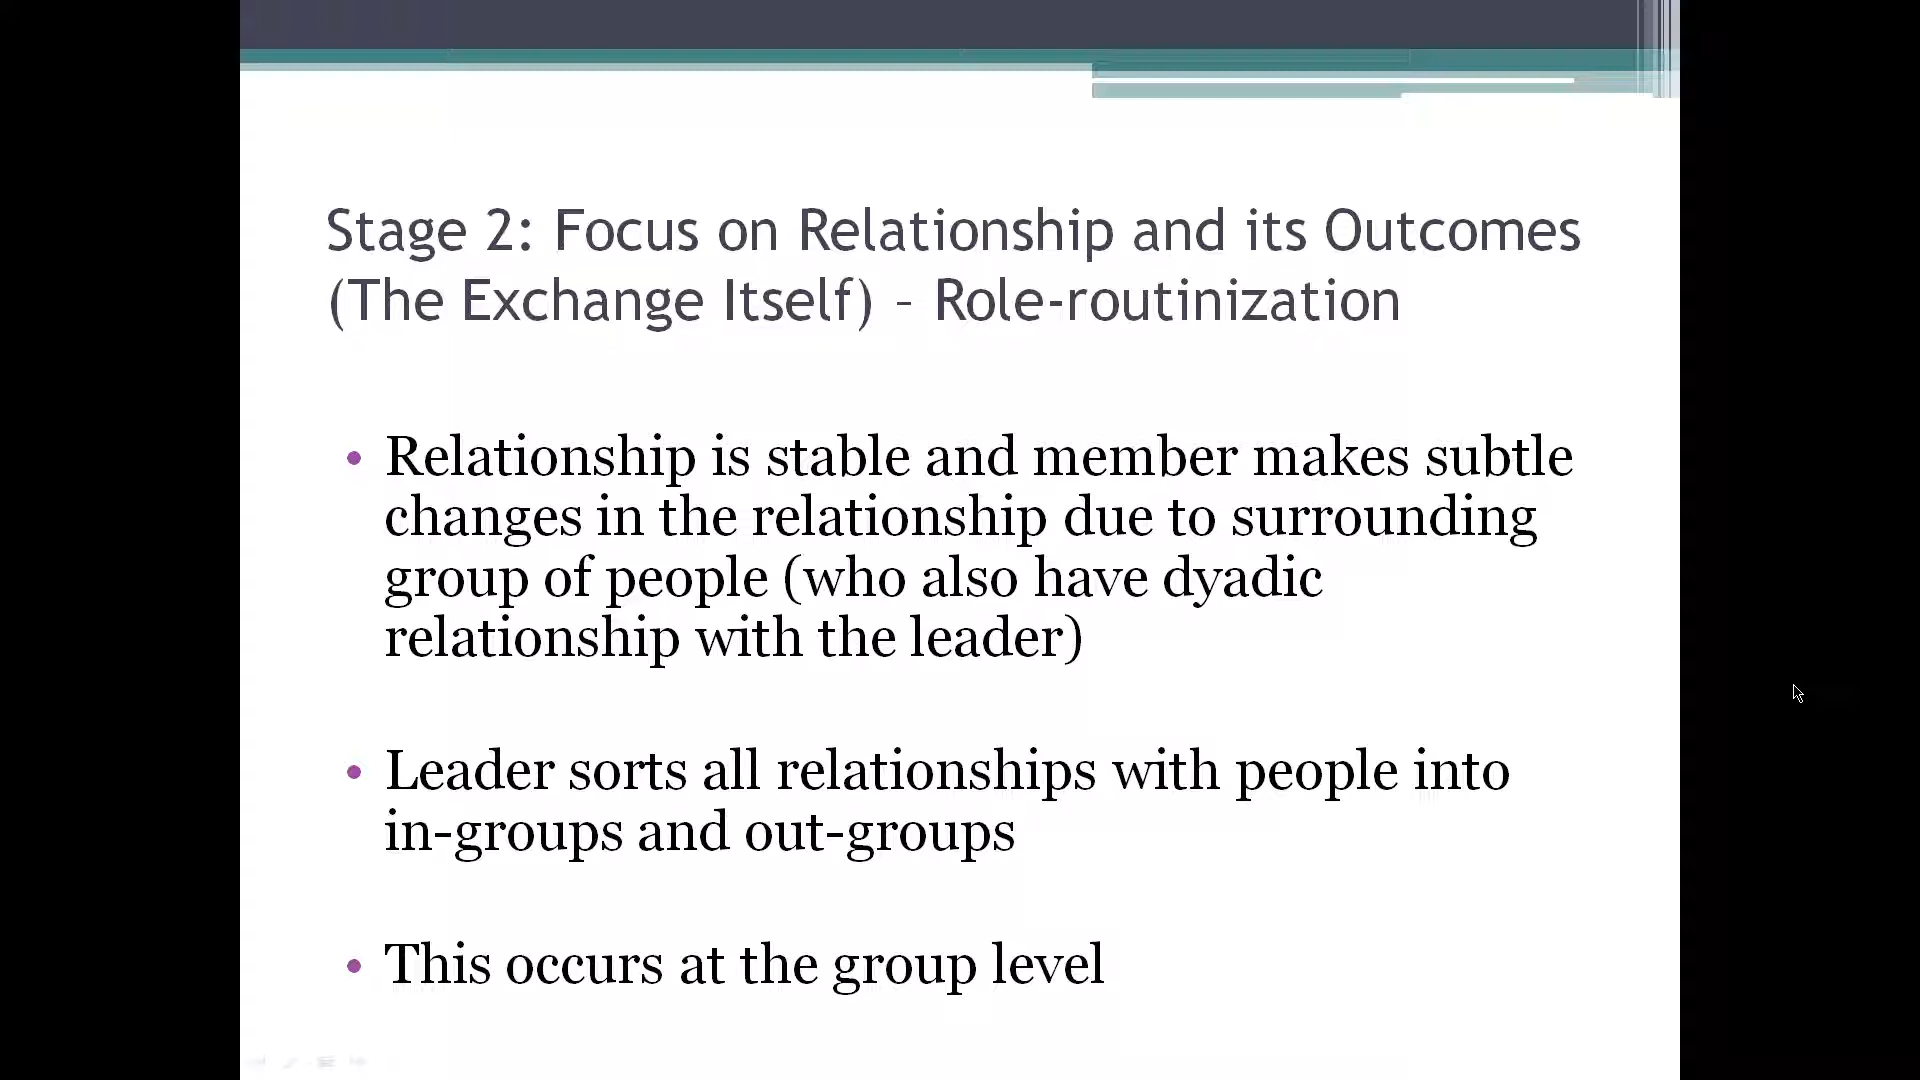 Stage 2: Focus on Relationship and its Outcomes
(The Exchange Itself) – Role-routinization
• Relationship is stable and member makes subtle
changes in the relationship due to surrounding
group of people (who also have dyadic
relationship with the leader)
• Leader sorts all relationships with people into
in-groups and out-groups
• This occurs at the group level